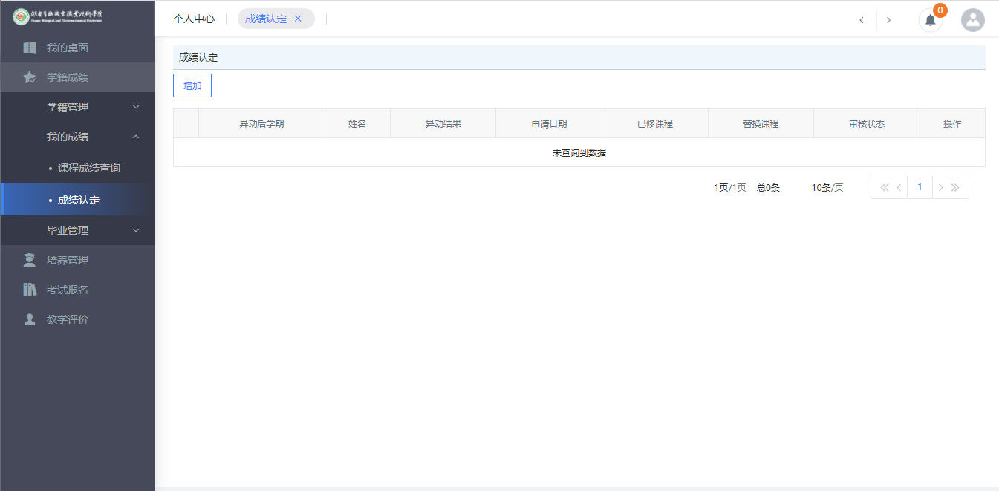 湖南生物机电职业技术学院
Hunan Biological And Electromechanical Polytechnic
我的桌面
学籍成绩
学籍管理
我的成绩
• 课程成绩查询
• 成绩认定
毕业管理
培养管理
考试报名
教学评价
个人中心 成绩认定
0
成绩认定
增加
异动后学期 姓名 异动结果 申请日期 已修课程 替换课程 审核状态 操作
未查询到数据
1页/1页 总0条 10条/页 1